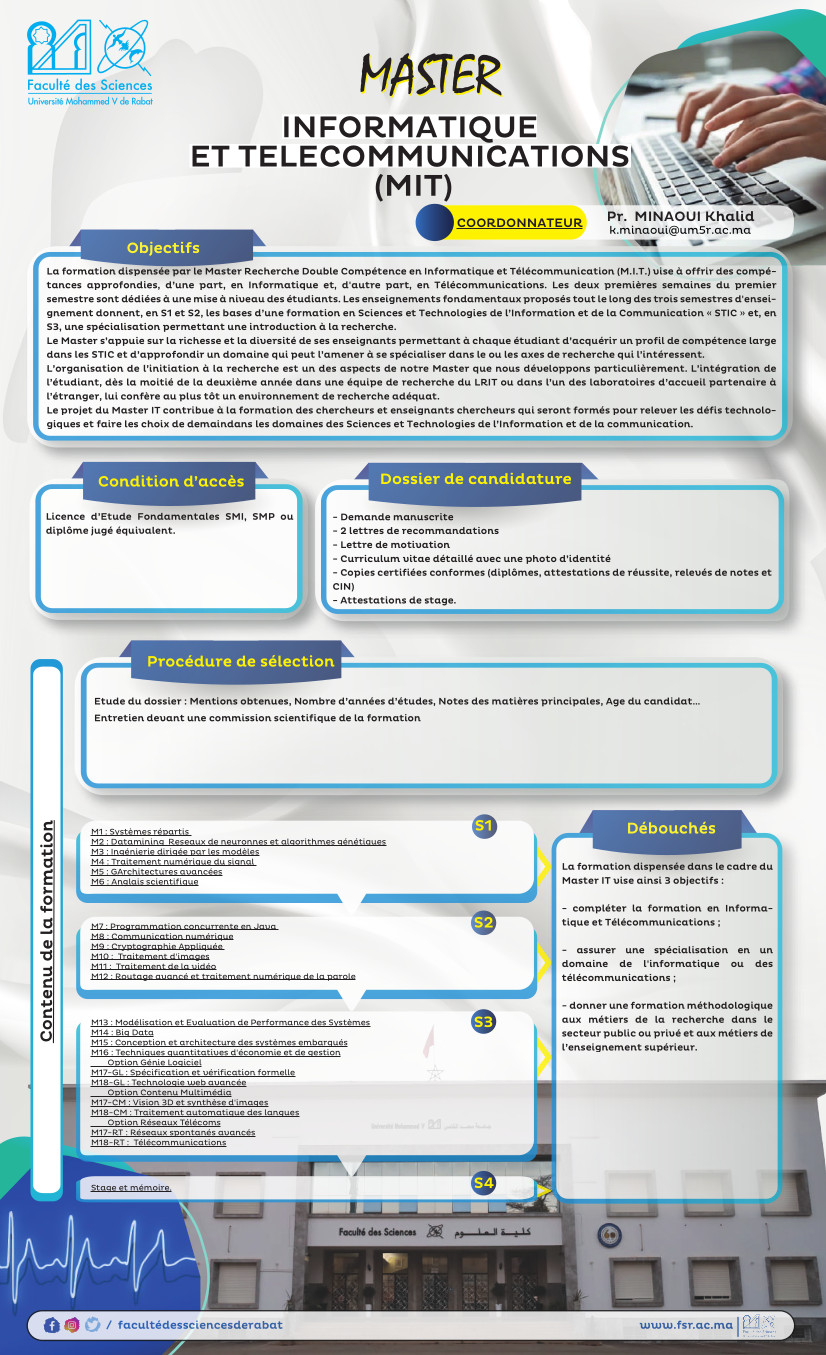 Faculté des Sciences
Université Mohammed V de Rabat
MASTER
INFORMATIQUE
ET TELECOMMUNICATIONS
(MIT)
COORDONNATEUR
Pr. MINAOUI Khalid
k.minaoui@um5r.ac.ma
Objectifs
La formation dispensée par le Master Recherche Double Compétence en Informatique et Télécommunication (M.I.T.) vise à offrir des compé-
tances approfondies, d'une part, en Informatique et, d'autre part, en Télécommunications. Les deux premières semaines du premier
semestre sont dédiées à une mise à niveau des étudiants. Les enseignements fondamentaux proposés tout le long des trois semestres d'ensei-
gnement donnent, en S1 et S2, les bases d'une formation en Sciences et Technologies de l'Information et de la Communication « STIC » et, en
S3, une spécialisation permettant une introduction à la recherche.
Le Master s'appuie sur la richesse et la diversité de ses enseignants permettant à chaque étudiant d'acquérir un profil de compétence large
dans les STIC et d'approfondir un domaine qui peut l'amener à se spécialiser dans le ou les axes de recherche qui l'intéressent.
L'organisation de l'initiation à la recherche est un des aspects de notre Master que nous développons particulièrement. L'intégration de
l'étudiant, dès la moitié de la deuxième année dans une équipe de recherche du LRIT ou dans l'un des laboratoires d'accueil partenaire à
l'étranger, lui confère au plus tôt un environnement de recherche adéquat.
Le projet du Master IT contribue à la formation des chercheurs et enseignants chercheurs qui seront formés pour relever les défis technolo-
giques et faire les choix de demaindans les domaines des Sciences et Technologies de l'Information et de la communication.
Condition d'accès
Licence d'Etude Fondamentales SMI, SMP ou
diplôme jugé équivalent.
Dossier de candidature
- Demande manuscrite
- 2 lettres de recommandations
- Lettre de motivation
- Curriculum vitae détaillé avec une photo d'identité
- Copies certifiées conformes (diplômes, attestations de réussite, relevés de notes et
CIN)
- Attestations de stage.
Procédure de sélection
Etude du dossier : Mentions obtenues, Nombre d'années d'études, Notes des matières principales, Age du candidat...
Entretien devant une commission scientifique de la formation
Contenu de la formation
S1
M1 : Systèmes répartis
M2 : Datamining Reseaux de neuronnes et algorithmes génétiques
M3 : Ingénierie dirigée par les modèles
M4 : Traitement numérique du signal
M5 : GArchitectures avancées
M6 : Anglais scientifique
S2
M7 : Programmation concurrente en Java
M8 : Communication numérique
M9 : Cryptographie Appliquée
M10 : Traitement d'images
M11 : Traitement de la vidéo
M12 : Routage avancé et traitement numérique de la parole
S3
M13 : Modélisation et Evaluation de Performance des Systèmes
M14 : Big Data
M15 : Conception et architecture des systèmes embarqués
M16 : Techniques quantitatives d'économie et de gestion
Option Génie Logiciel
M17-GL : Spécification et vérification formelle
M18-GL : Technologie web avancée
Option Contenu Multimédia
M17-CM : Vision 3D et synthèse d'images
M18-CM : Traitement automatique des langues
Option Réseaux Télécoms
M17-RT : Réseaux spontanés avancés
M18-RT : Télécommunications
S4
Stage et mémoire.
Débouchés
La formation dispensée dans le cadre du
Master IT vise ainsi 3 objectifs :
- compléter la formation en Informa-
tique et Télécommunications ;
- assurer une spécialisation en un
domaine de l'informatique ou des
télécommunications ;
- donner une formation méthodologique
aux métiers de la recherche dans le
secteur public ou privé et aux métiers de
l'enseignement supérieur.
Faculté des Sciences كلية العلوم
/ facultédessciencesderabat
www.fsr.ac.ma